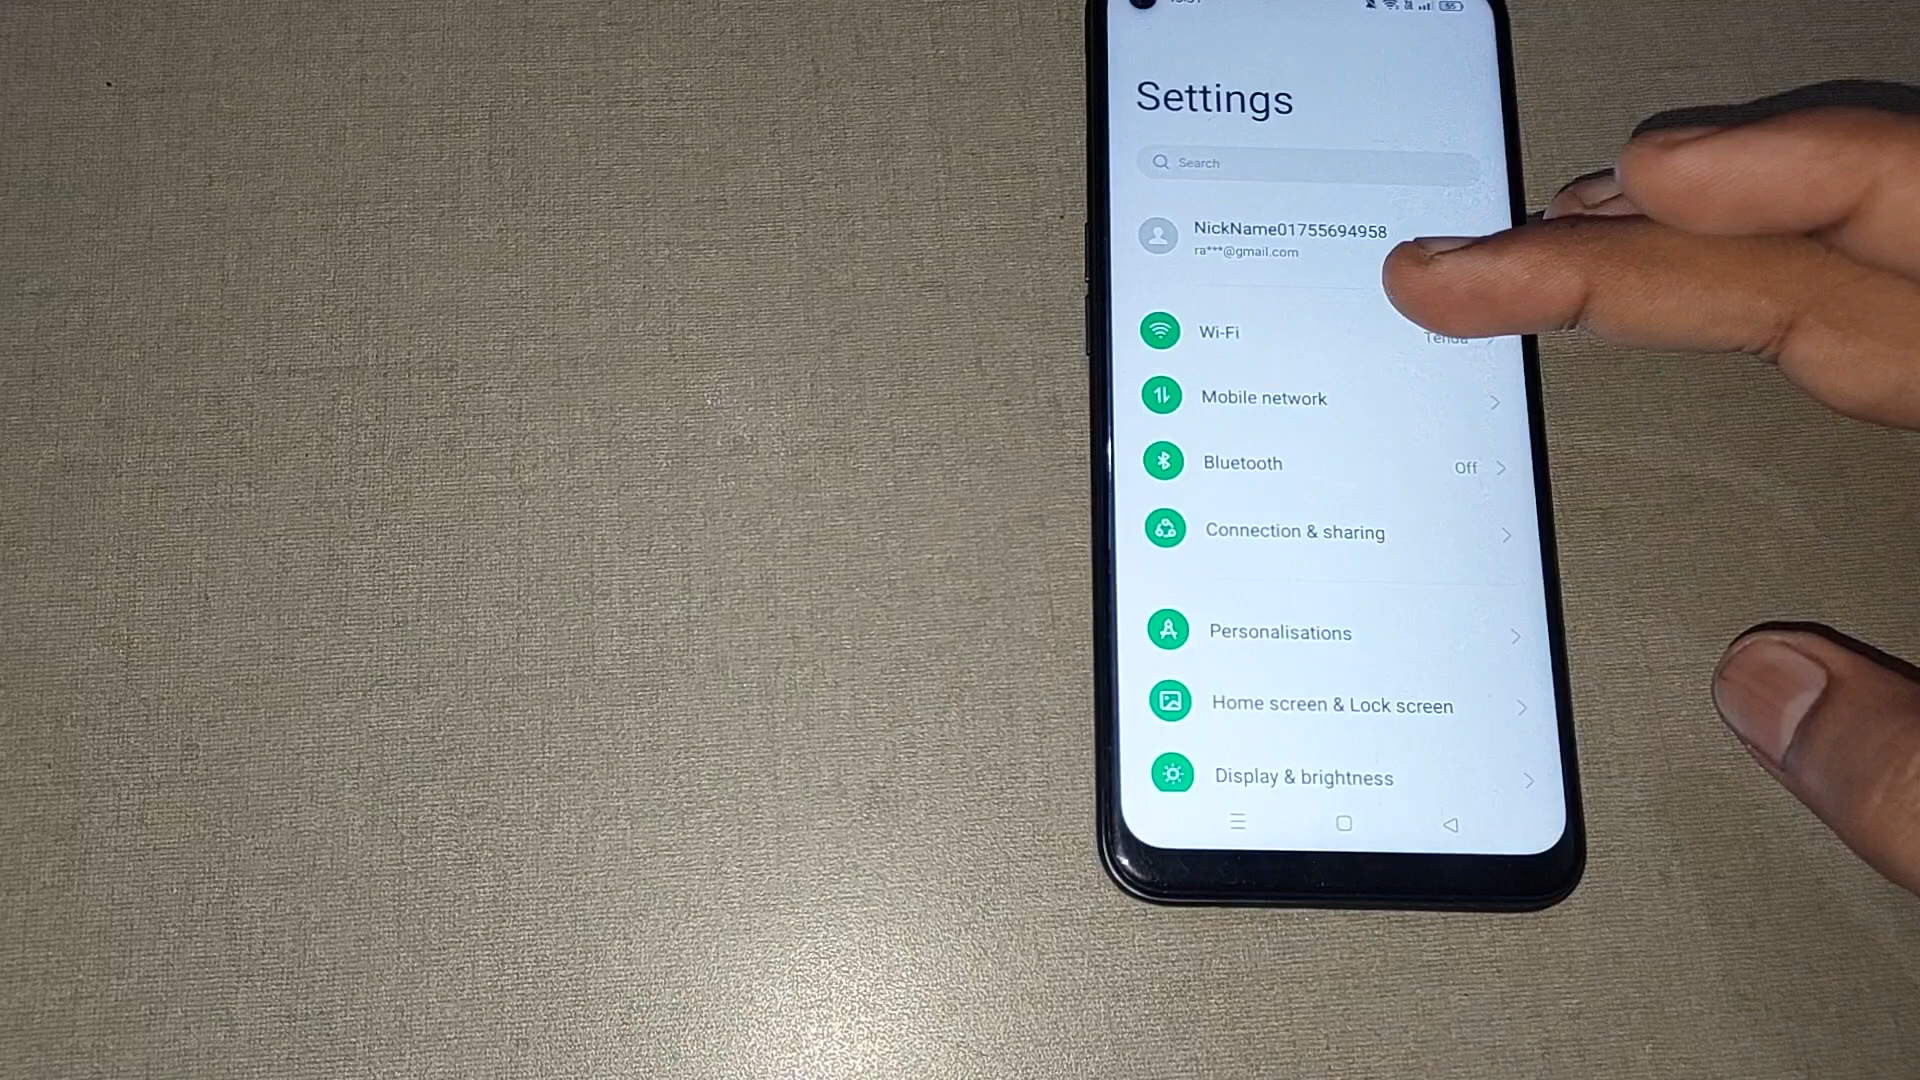 Settings
Search
NickName01755694958
ra***@gmail.com
Wi-Fi
Tenda
Mobile network
Bluetooth Off
Connection & sharing
Personalisations
Home screen & Lock screen
Display & brightness